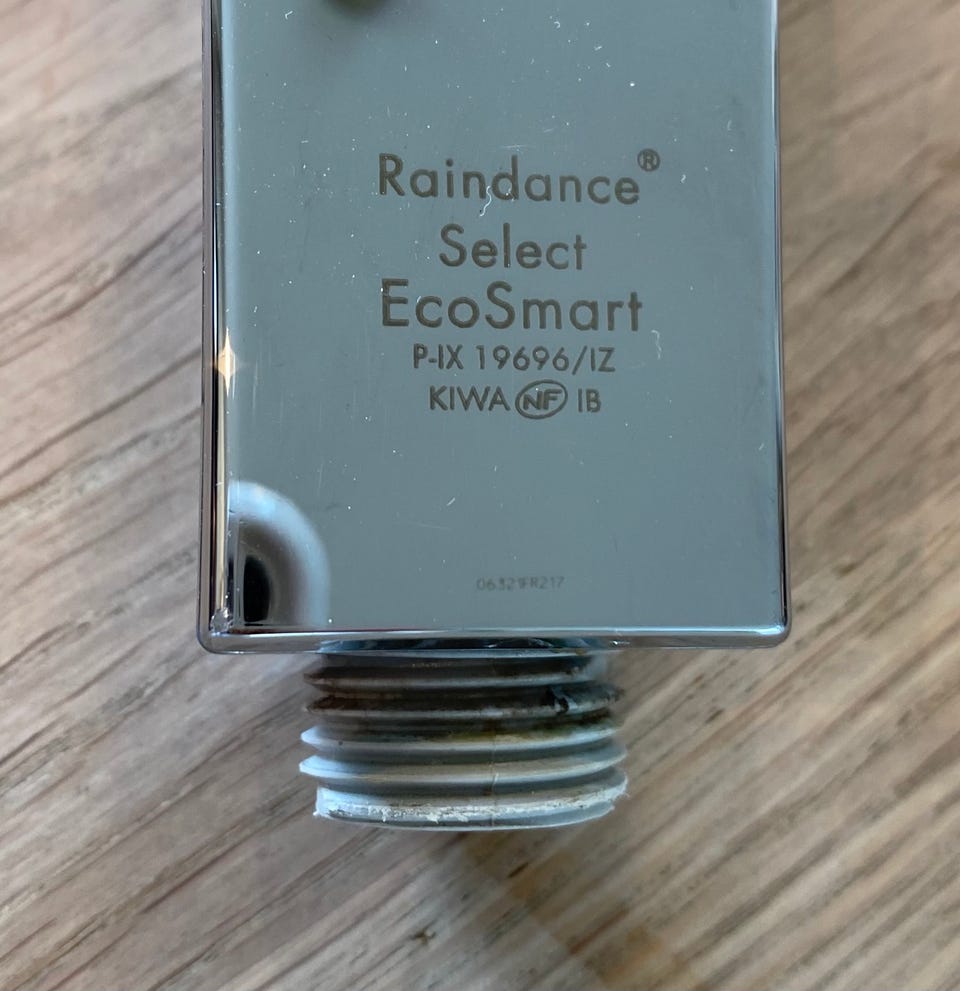 Raindance®
Select
EcoSmart
P-IX 19696/IZ
KIWA NF IB
06321FR217